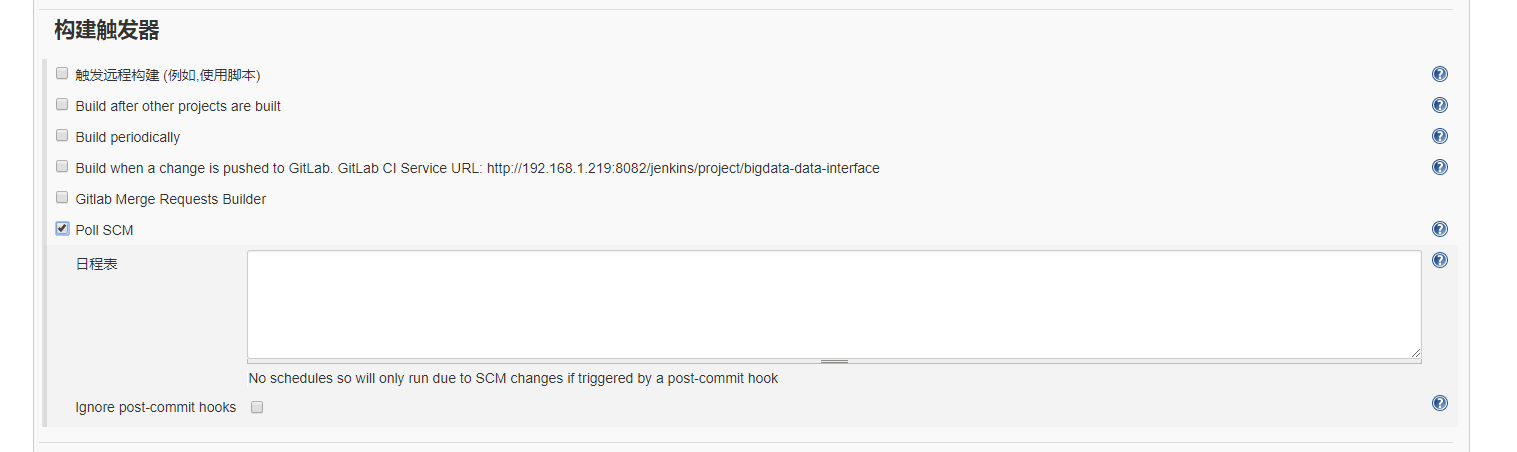 构建触发器
触发远程构建 (例如,使用脚本)
Build after other projects are built
Build periodically
Build when a change is pushed to GitLab. GitLab CI Service URL: http://192.168.1.219:8082/jenkins/project/bigdata-data-interface
Gitlab Merge Requests Builder
Poll SCM
日程表
No schedules so will only run due to SCM changes if triggered by a post-commit hook
Ignore post-commit hooks